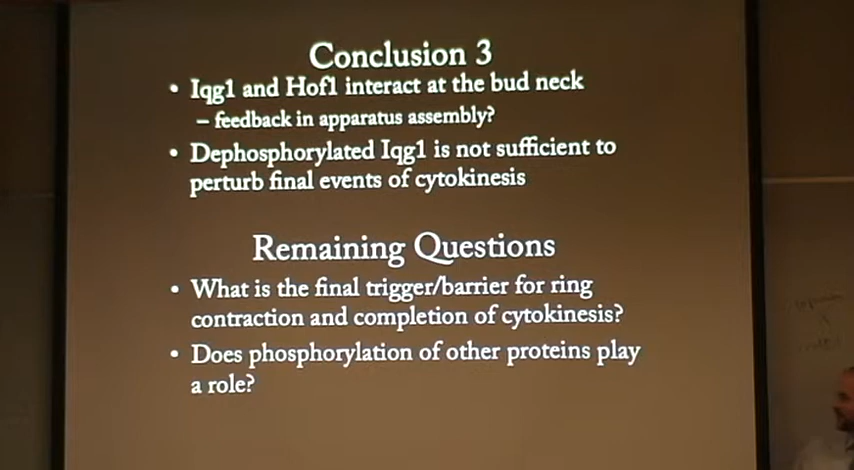 Conclusion 3
• Iqg1 and Hof1 interact at the bud neck
– feedback in apparatus assembly?
• Dephosphorylated Iqg1 is not sufficient to
perturb final events of cytokinesis
Remaining Questions
• What is the final trigger/barrier for ring
contraction and completion of cytokinesis?
• Does phosphorylation of other proteins play
a role?